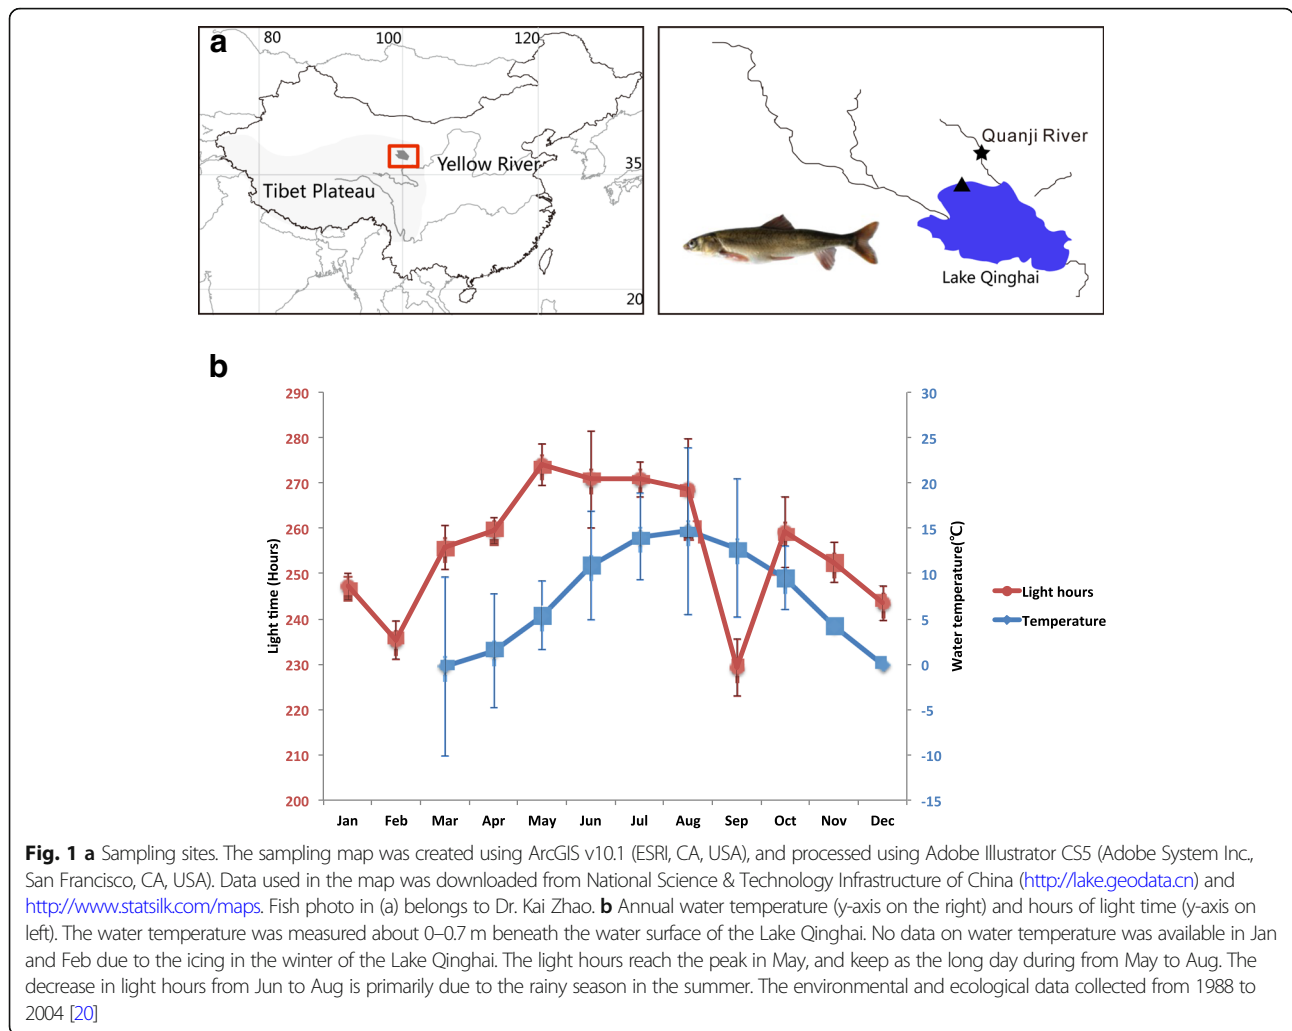 a
80 100 120
Yellow River
35
Tibet Plateau
20
Quanji River
Lake Qinghai
b
290
280
270
260
250
240
230
220
210
200
Light time (Hours)
30
25
20
15
10
5
0
-5
-10
-15
Water temperature(℃)
Light hours
Temperature
Jan Feb Mar Apr May Jun Jul Aug Sep Oct Nov Dec
Fig. 1 a Sampling sites. The sampling map was created using ArcGIS v10.1 (ESRI, CA, USA), and processed using Adobe Illustrator CS5 (Adobe System Inc.,
San Francisco, CA, USA). Data used in the map was downloaded from National Science & Technology Infrastructure of China (http://lake.geodata.cn) and
http://www.statsilk.com/maps. Fish photo in (a) belongs to Dr. Kai Zhao. b Annual water temperature (y-axis on the right) and hours of light time (y-axis on
left). The water temperature was measured about 0–0.7 m beneath the water surface of the Lake Qinghai. No data on water temperature was available in Jan
and Feb due to the icing in the winter of the Lake Qinghai. The light hours reach the peak in May, and keep as the long day during from May to Aug. The
decrease in light hours from Jun to Aug is primarily due to the rainy season in the summer. The environmental and ecological data collected from 1988 to
2004 [20]